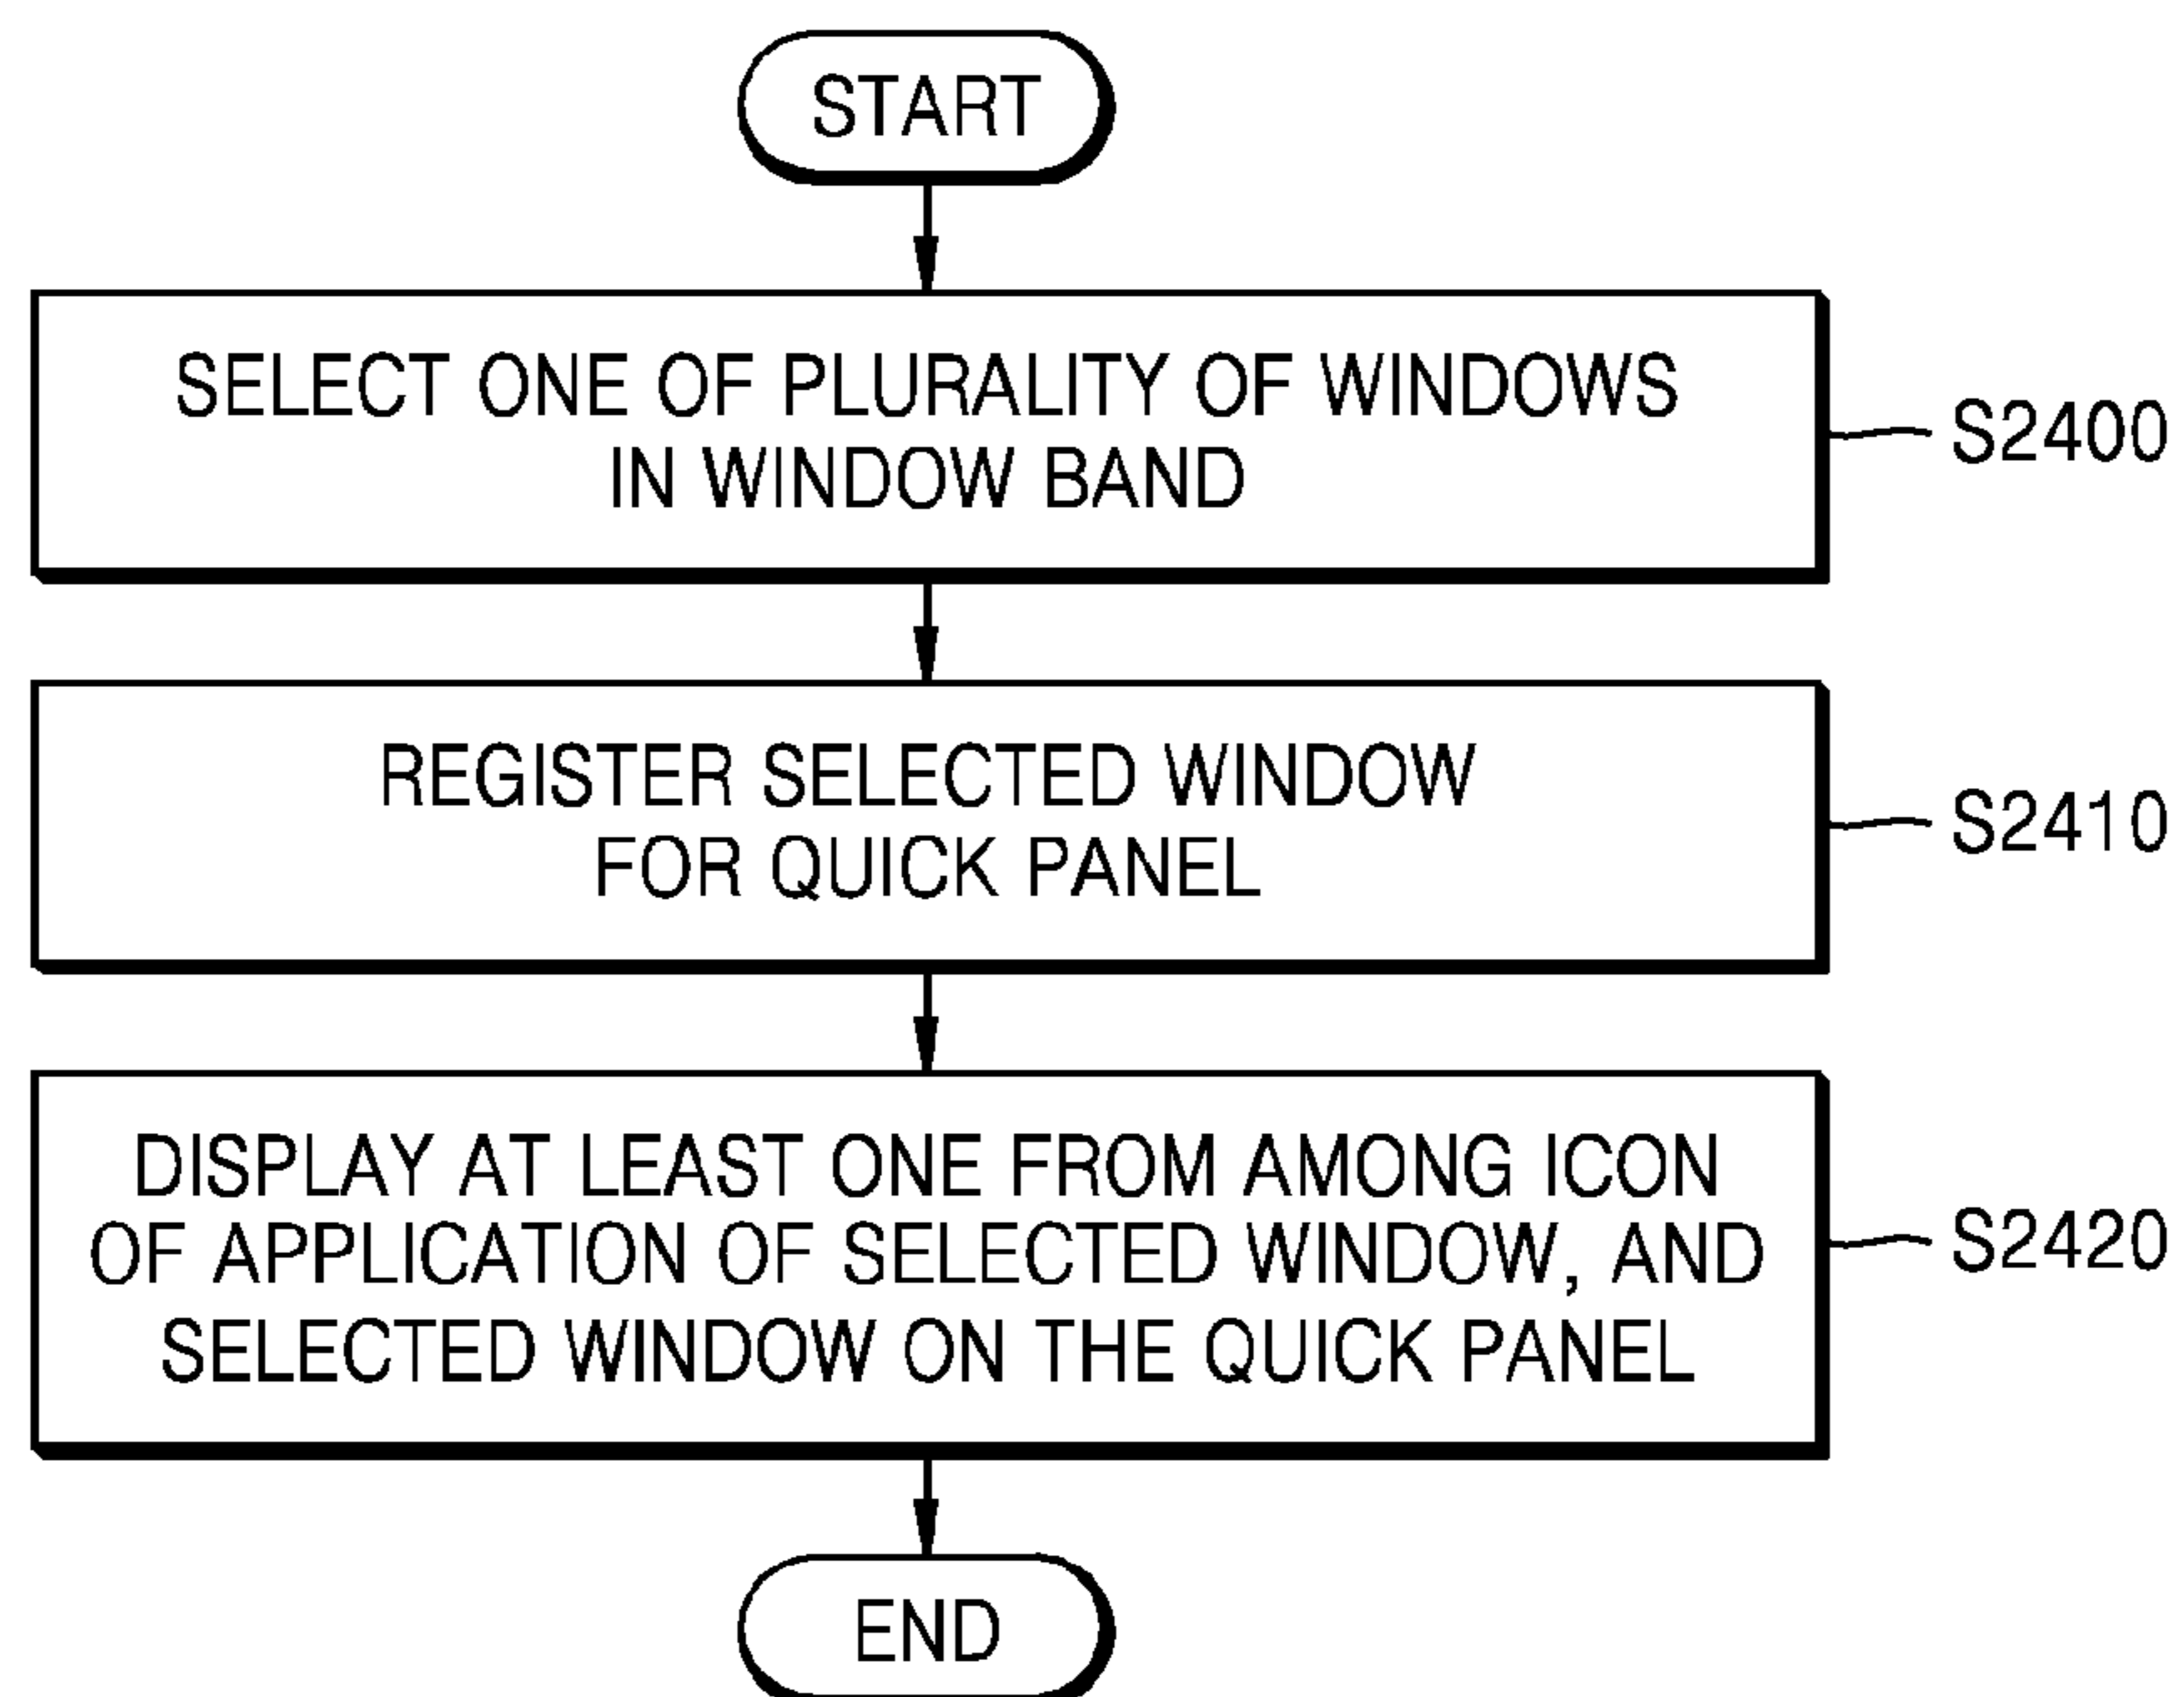 START
SELECT ONE OF PLURALITY OF WINDOWS
IN WINDOW BAND
S2400
REGISTER SELECTED WINDOW
FOR QUICK PANEL
S2410
DISPLAY AT LEAST ONE FROM AMONG ICON
OF APPLICATION OF SELECTED WINDOW, AND
SELECTED WINDOW ON THE QUICK PANEL
S2420
END